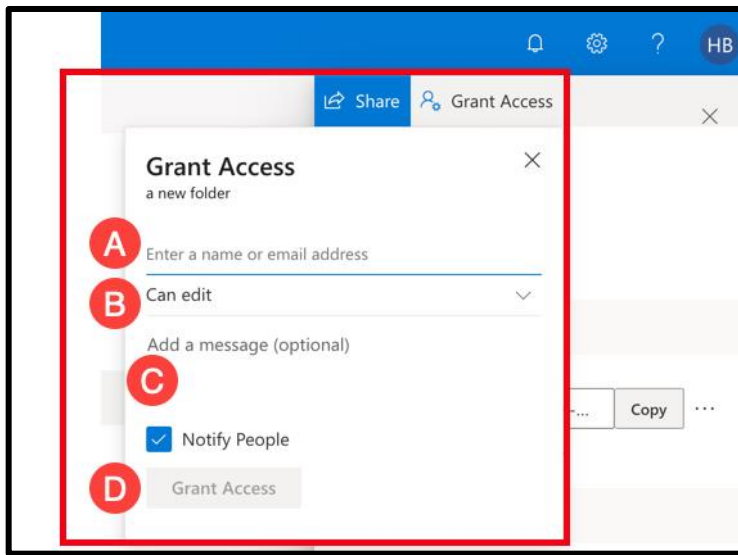 ? HB
Share Grant Access
Grant Access
a new folder
A Enter a name or email address
B Can edit
Add a message (optional)
C
-... Copy ...
Notify People
D Grant Access